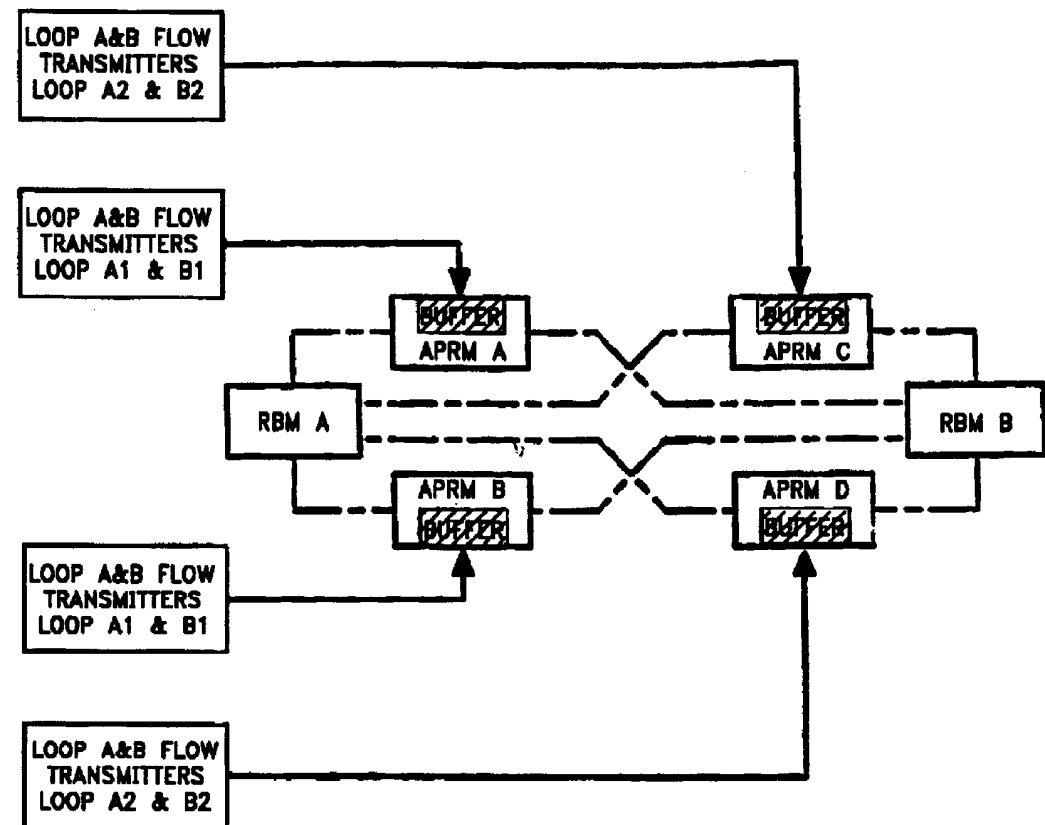 LOOP A&B FLOW
TRANSMITTERS
LOOP A2 & B2
LOOP A&B FLOW
TRANSMITTERS
LOOP A1 & B1
BUFFER
APRM A
BUFFER
APRM C
RBM A
RBM B
APRM B
BUFFER
APRM D
BUFFER
LOOP A&B FLOW
TRANSMITTERS
LOOP A1 & B1
LOOP A&B FLOW
TRANSMITTERS
LOOP A2 & B2